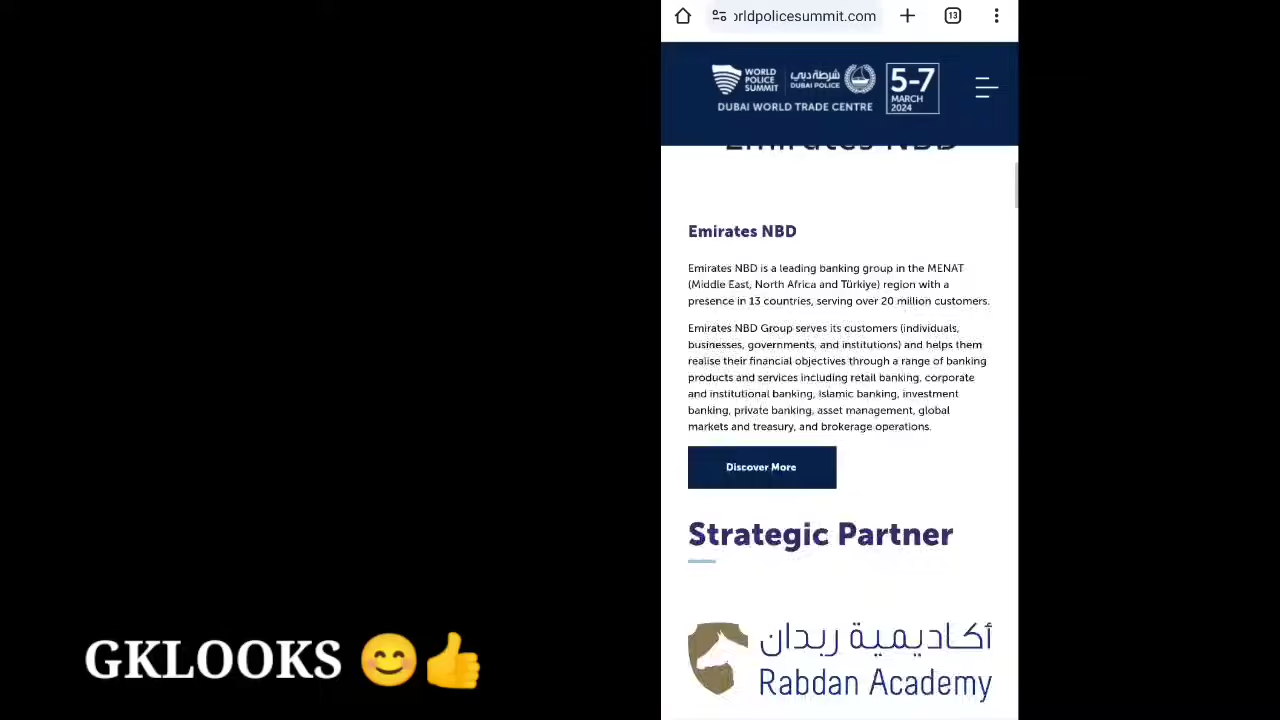 orldpolicesummit.com
13
WORLD
POLICE
SUMMIT
شرطة دبي
DUBAI POLICE
5-7
MARCH
2024
DUBAI WORLD TRADE CENTRE
Emirates NBD
Emirates NBD
Emirates NBD is a leading banking group in the MENAT
(Middle East, North Africa and Türkiye) region with a
presence in 13 countries, serving over 20 million customers.
Emirates NBD Group serves its customers (individuals,
businesses, governments, and institutions) and helps them
realise their financial objectives through a range of banking
products and services including retail banking, corporate
and institutional banking, Islamic banking, investment
banking, private banking, asset management, global
markets and treasury, and brokerage operations.
Discover More
Strategic Partner
أكاديمية ربدان
Rabdan Academy
GKLOOKS 😊👍